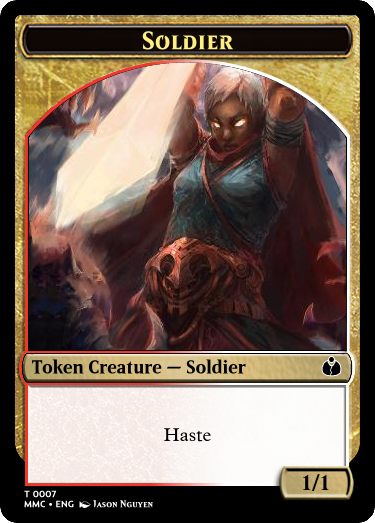 Soldier
Token Creature — Soldier
Haste
1/1
T 0007
MMC • ENG Jason Nguyen